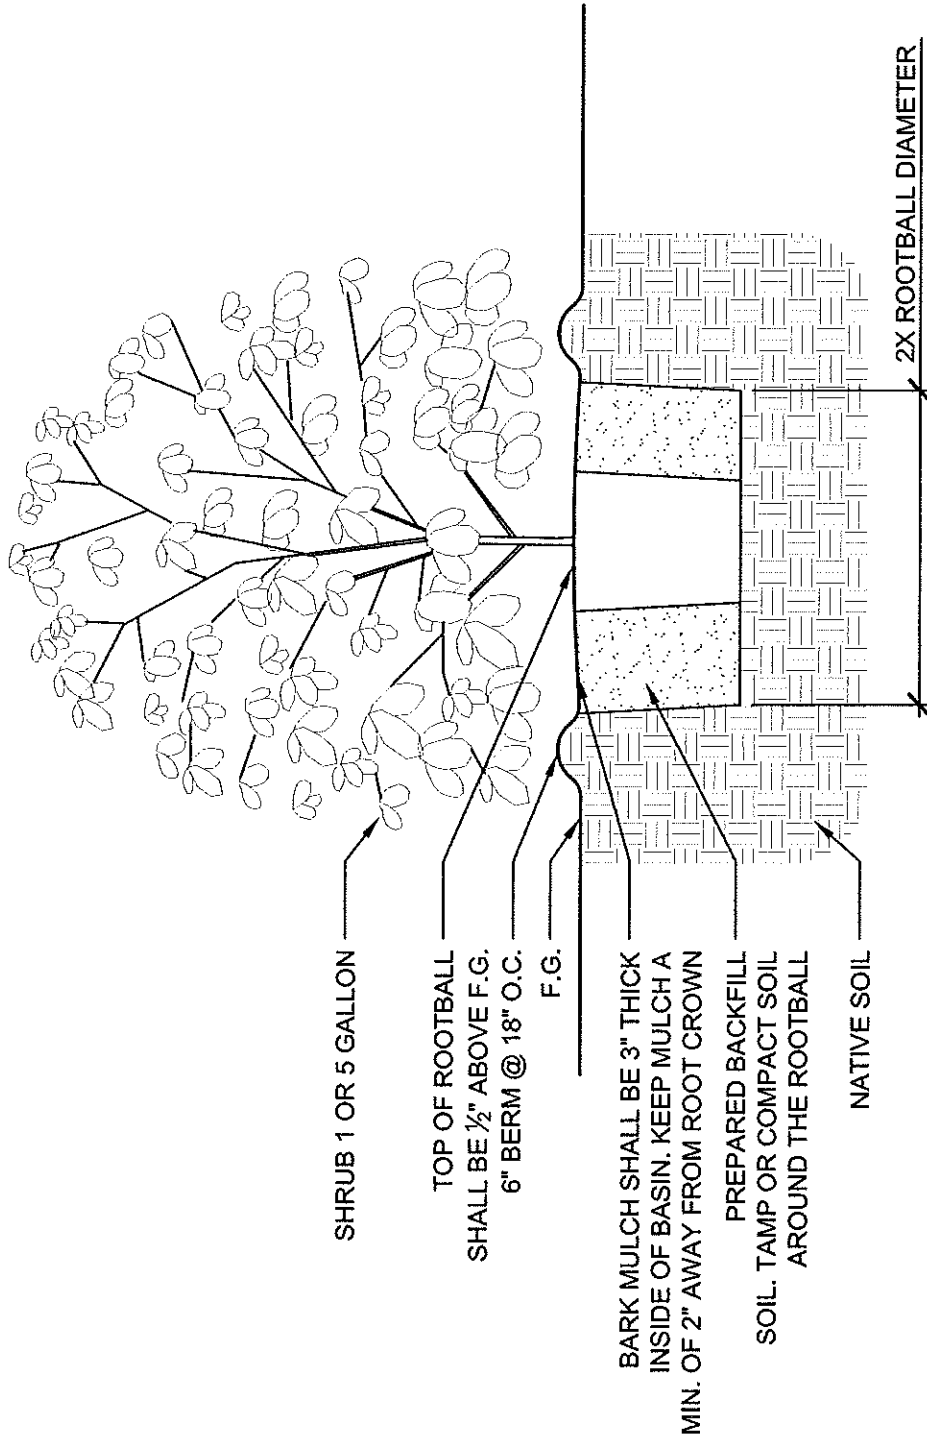 SHRUB 1 OR 5 GALLON
TOP OF ROOTBALL
SHALL BE ½" ABOVE F.G.
6" BERM @ 18" O.C.
F.G.
BARK MULCH SHALL BE 3" THICK
INSIDE OF BASIN. KEEP MULCH A
MIN. OF 2" AWAY FROM ROOT CROWN
PREPARED BACKFILL
SOIL. TAMP OR COMPACT SOIL
AROUND THE ROOTBALL
NATIVE SOIL
2X ROOTBALL DIAMETER